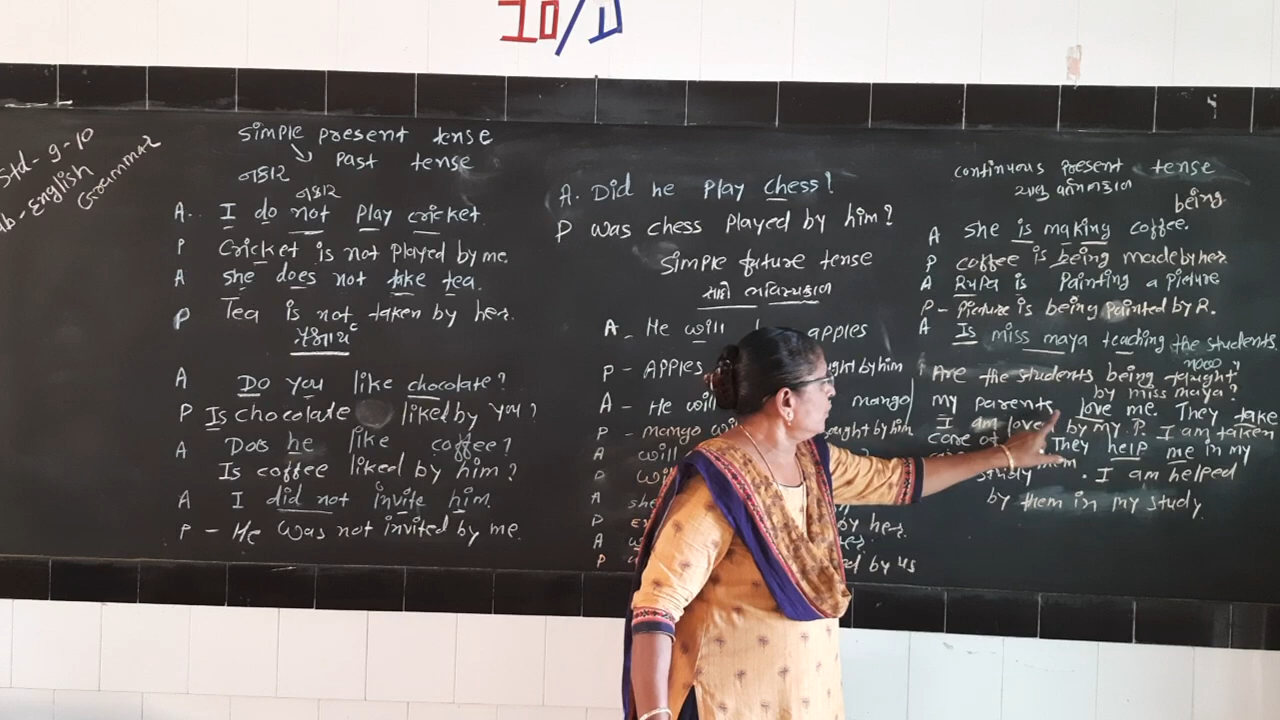 10/D
Std - 9-10
Sub - English
Grammar
Simple present tense
Past tense
નકાર
નકાર
A.. I do not play cricket.
P Cricket is not played by me
A she does not take tea.
P Tea is not taken by her.
A Do you like chocolate?
P Is chocolate liked by you?
A Does he like coffee?
Is coffee liked by him?
A I did not invite him.
P - He was not invited by me.
A. Did he play chess?
P was chess played by him?
Simple future tense
સાદો ભવિષ્યકાળ
A - He will apples
P - Apples by him
A - He will mango
P - mango by him
A will
P
A she
P by her.
A
P by us
continuous present tense
ચાલુ વર્તમાનકાળ
being
A she is making coffee.
P coffee is being made by her
A Rupa is painting a picture
P - picture is being painted by R.
A Is miss maya teaching the students
Are the students being taught
by miss maya?
my parents love me. They take
I am by my P. I am taken
care of They help me in my
study I am helped
by them in my study